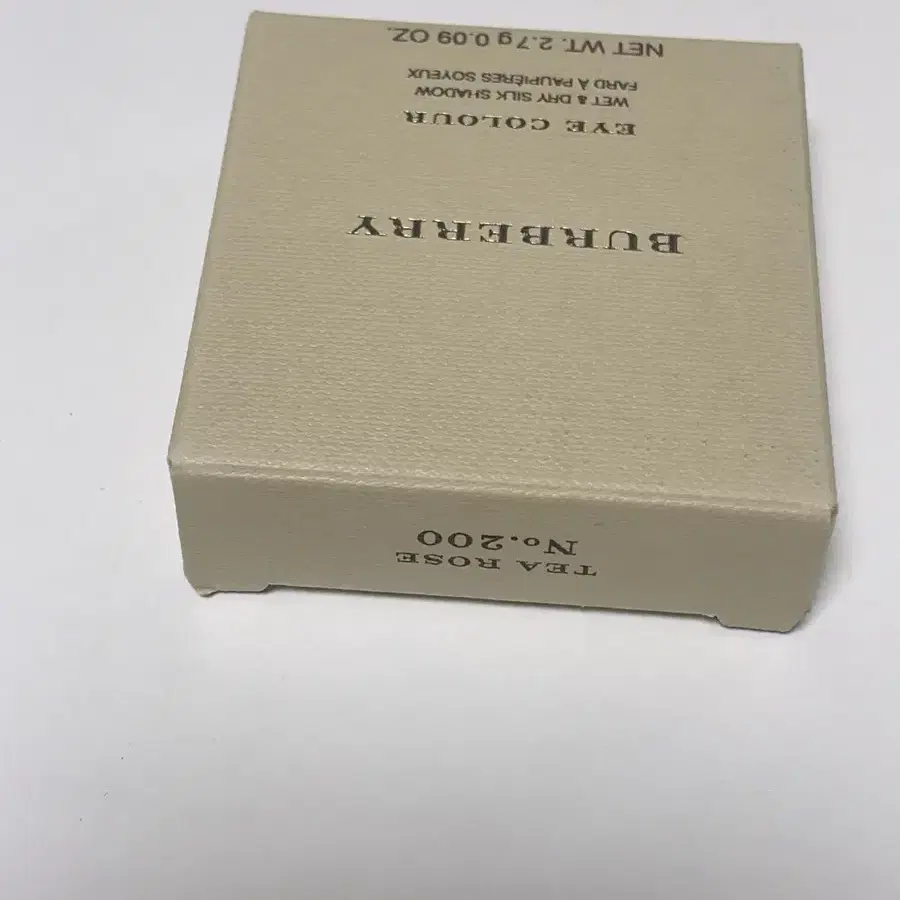 BURBERRY
EYE COLOUR
WET & DRY SILK SHADOW
FARD À PAUPIÈRES SOYEUX
NET WT. 2.7g 0.09 OZ.
TEA ROSE
No.200